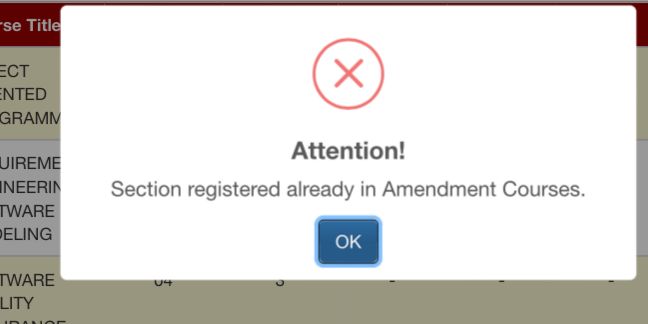 rse Title
ECT
ENTED
GRAMM
UIREME
INEERIN
TWARE
DELING
TWARE
LITY
Attention!
Section registered already in Amendment Courses.
OK
04 3 - - -